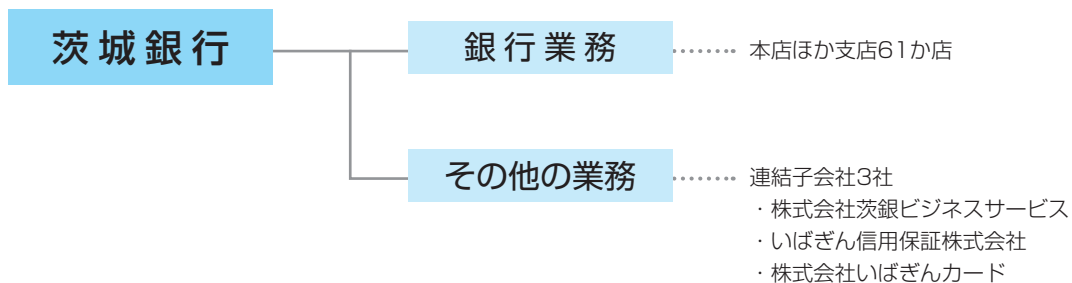 茨城銀行
銀行業務
本店ほか支店61か店
その他の業務
連結子会社3社
・株式会社茨銀ビジネスサービス
・いばぎん信用保証株式会社
・株式会社いばぎんカード